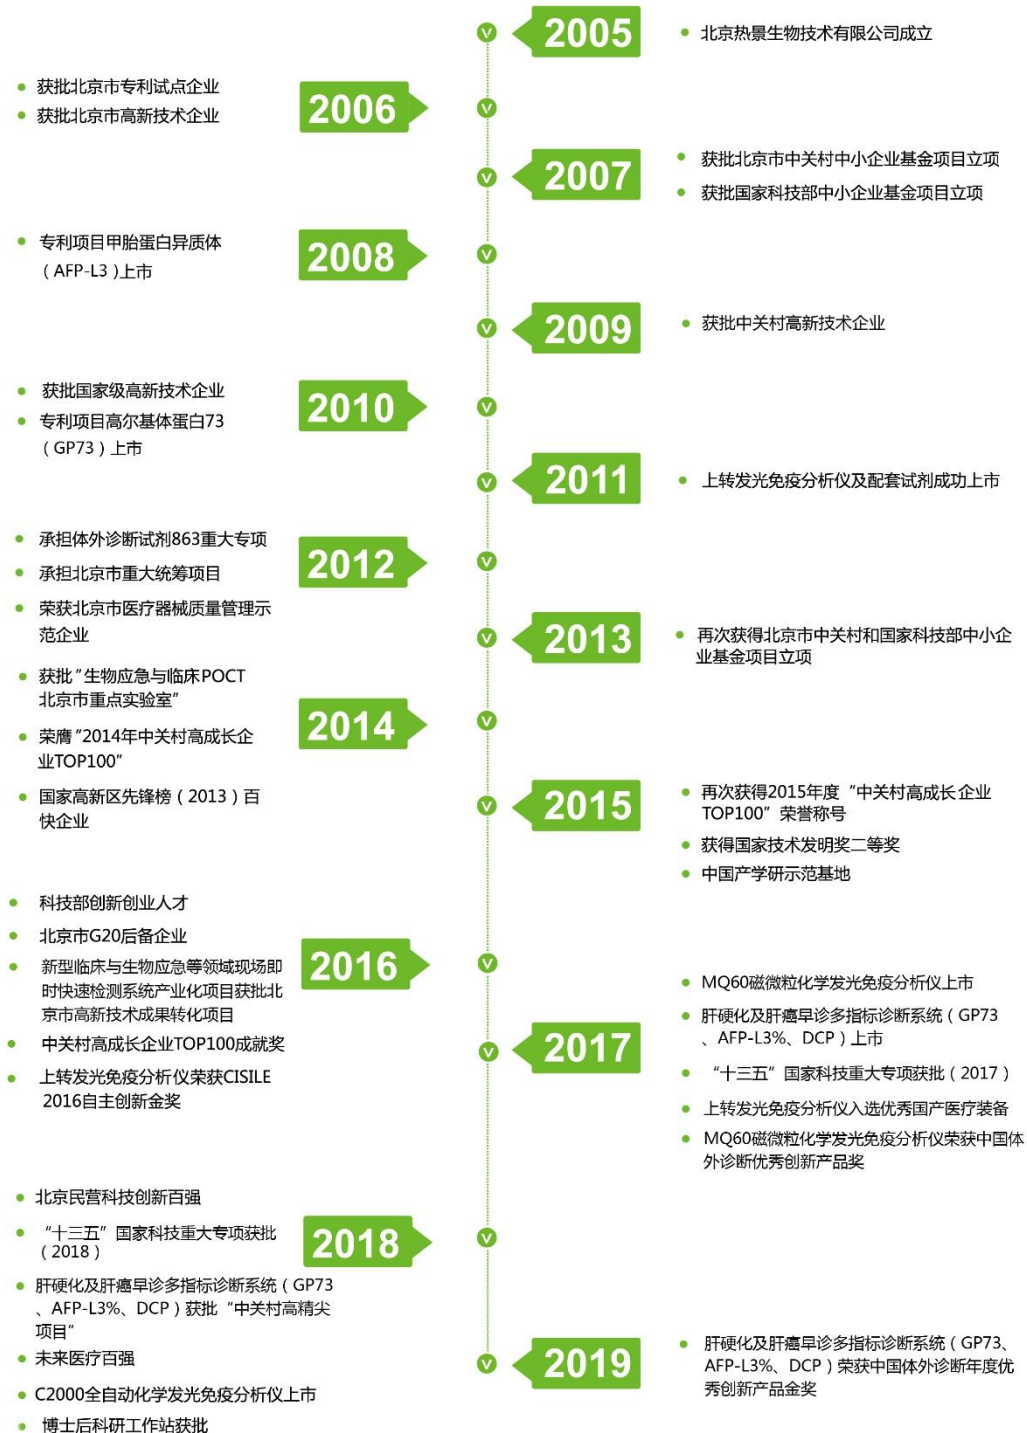 2005
北京热景生物技术有限公司成立
2006
获批北京市专利试点企业
获批北京市高新技术企业
2007
获批北京市中关村中小企业基金项目立项
获批国家科技部中小企业基金项目立项
2008
专利项目甲胎蛋白异质体
（AFP-L3）上市
2009
获批中关村高新技术企业
2010
获批国家级高新技术企业
专利项目高尔基体蛋白73
（GP73）上市
2011
上转发光免疫分析仪及配套试剂成功上市
2012
承担体外诊断试剂863重大专项
承担北京市重大统筹项目
荣获北京市医疗器械质量管理示
范企业
2013
再次获得北京市中关村和国家科技部中小企
业基金项目立项
2014
获批"生物应急与临床POCT
北京市重点实验室"
荣膺"2014年中关村高成长企
业TOP100"
国家高新区先锋榜（2013）百
快企业
2015
再次获得2015年度“中关村高成长企业
TOP100”荣誉称号
获得国家技术发明奖二等奖
中国产学研示范基地
2016
科技部创新创业人才
北京市G20后备企业
新型临床与生物应急等领域现场即
时快速检测系统产业化项目获批北
京市高新技术成果转化项目
中关村高成长企业TOP100成就奖
上转发光免疫分析仪荣获CISILE
2016自主创新金奖
2017
MQ60磁微粒化学发光免疫分析仪上市
肝硬化及肝癌早诊多指标诊断系统（GP73
、AFP-L3%、DCP）上市
“十三五”国家科技重大专项获批（2017）
上转发光免疫分析仪入选优秀国产医疗装备
MQ60磁微粒化学发光免疫分析仪荣获中国体
外诊断优秀创新产品奖
2018
北京民营科技创新百强
“十三五”国家科技重大专项获批
（2018）
肝硬化及肝癌早诊多指标诊断系统（GP73
、AFP-L3%、DCP）获批“中关村高精尖
项目”
未来医疗百强
C2000全自动化学发光免疫分析仪上市
博士后科研工作站获批
2019
肝硬化及肝癌早诊多指标诊断系统（GP73、
AFP-L3%、DCP）荣获中国体外诊断年度优
秀创新产品金奖